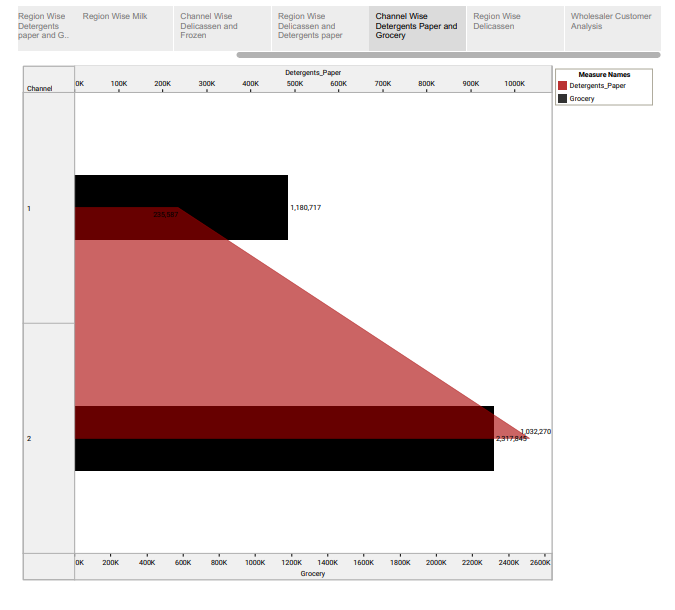 Region Wise
Detergents
paper and G..
Region Wise Milk
Channel Wise
Delicassen and
Frozen
Region Wise
Delicassen and
Detergents paper
Channel Wise
Detergents Paper and
Grocery
Region Wise
Delicassen
Wholesaler Customer
Analysis
Detergents_Paper
Channel
0K 100K 200K 300K 400K 500K 600K 700K 800K 900K 1000K
Measure Names
Detergents_Paper
Grocery
1
1,180,717
2
1,032,270
2,317,845
0K 200K 400K 600K 800K 1000K 1200K 1400K 1600K 1800K 2000K 2200K 2400K 2600K
Grocery